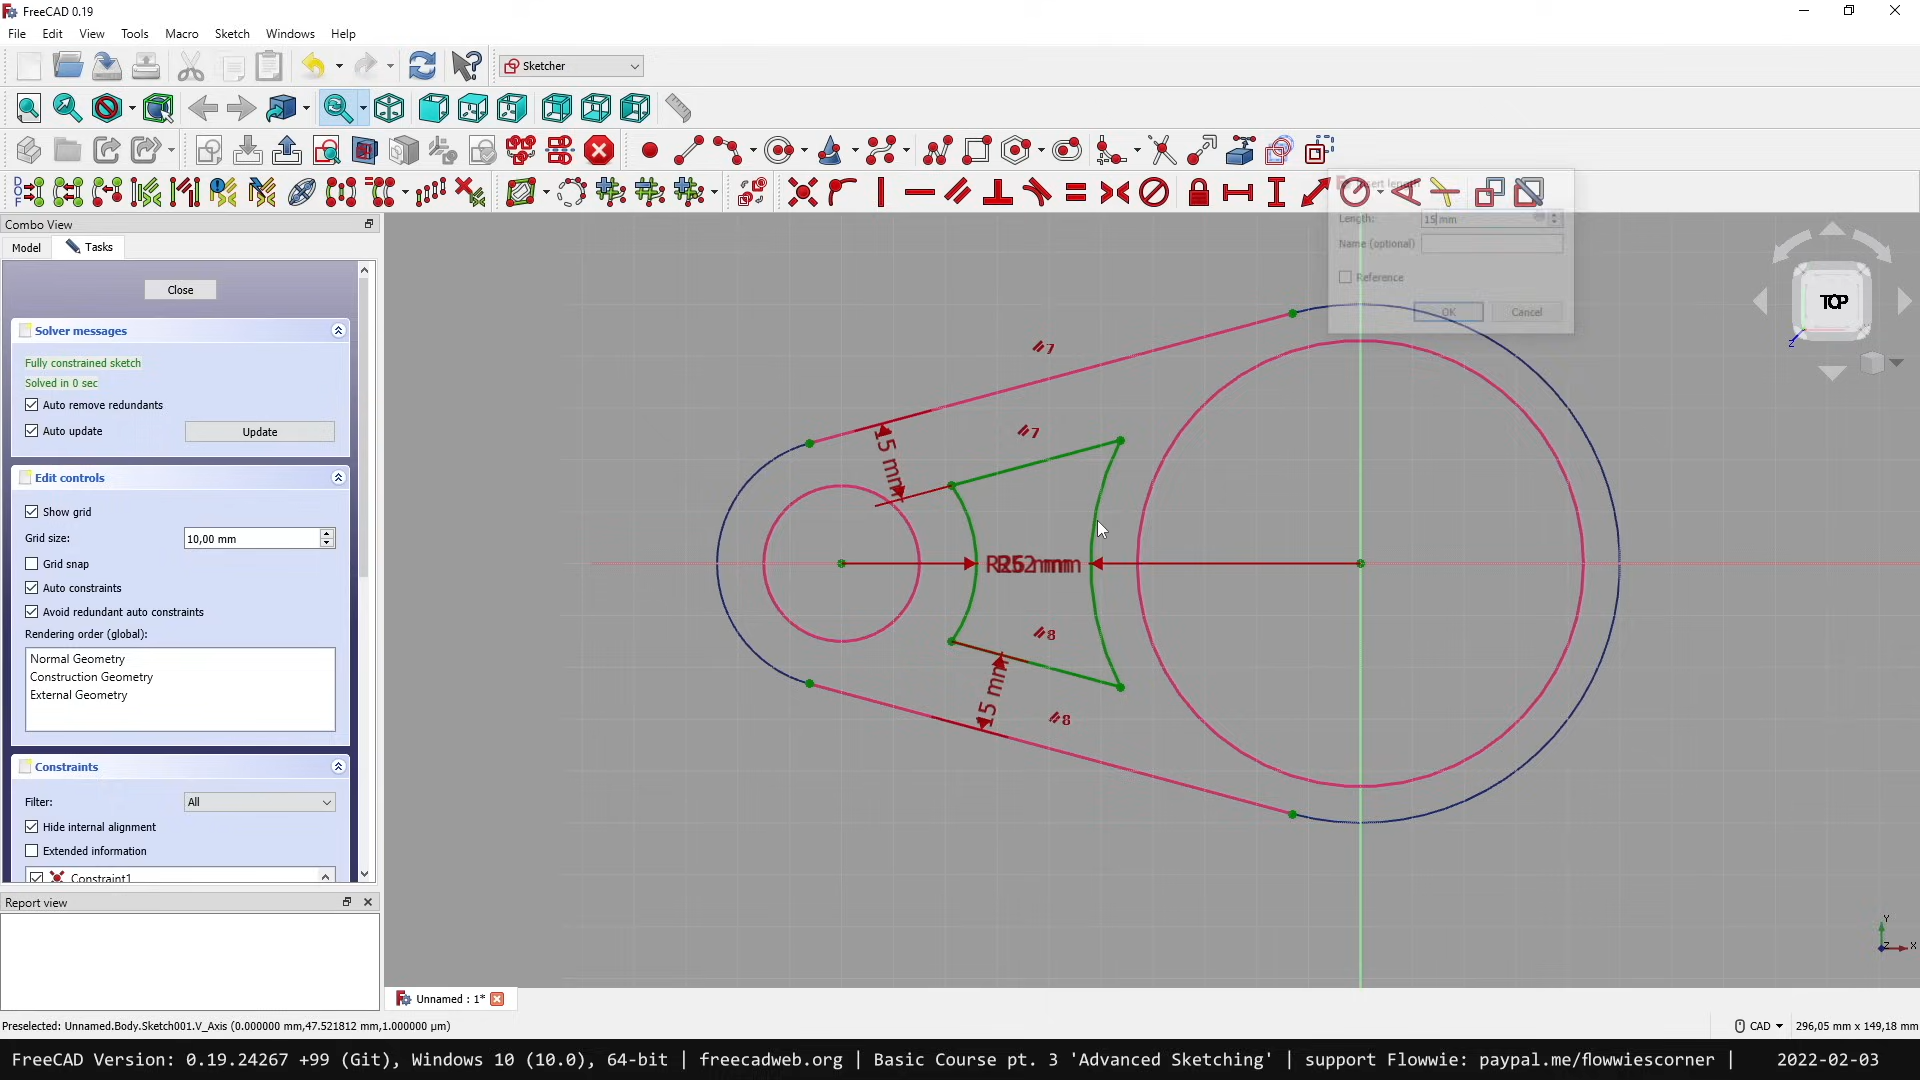 FreeCAD 0.19
File Edit View Tools Macro Sketch Windows Help
Sketcher
Combo View
Model Tasks
Close
Solver messages
Fully constrained sketch
Solved in 0 sec
Auto remove redundants
Auto update Update
Edit controls
Show grid
Grid size: 10,00 mm
Grid snap
Auto constraints
Avoid redundant auto constraints
Rendering order (global):
Normal Geometry
Construction Geometry
External Geometry
Constraints
Filter: All
Hide internal alignment
Extended information
Constraint1
Report view
Length: 15 mm
Name (optional)
Reference
OK Cancel
TOP
Z
7
7
15 mm
8
15 mm
8
Y
Z X
Unnamed : 1*
Preselected: Unnamed.Body.Sketch001.V_Axis (0.000000 mm,47.521812 mm,1.000000 µm)
CAD 296,05 mm x 149,18 mm
FreeCAD Version: 0.19.24267 +99 (Git), Windows 10 (10.0), 64-bit | freecadweb.org | Basic Course pt. 3 'Advanced Sketching' | support Flowwie: paypal.me/flowwiescorner | 2022-02-03